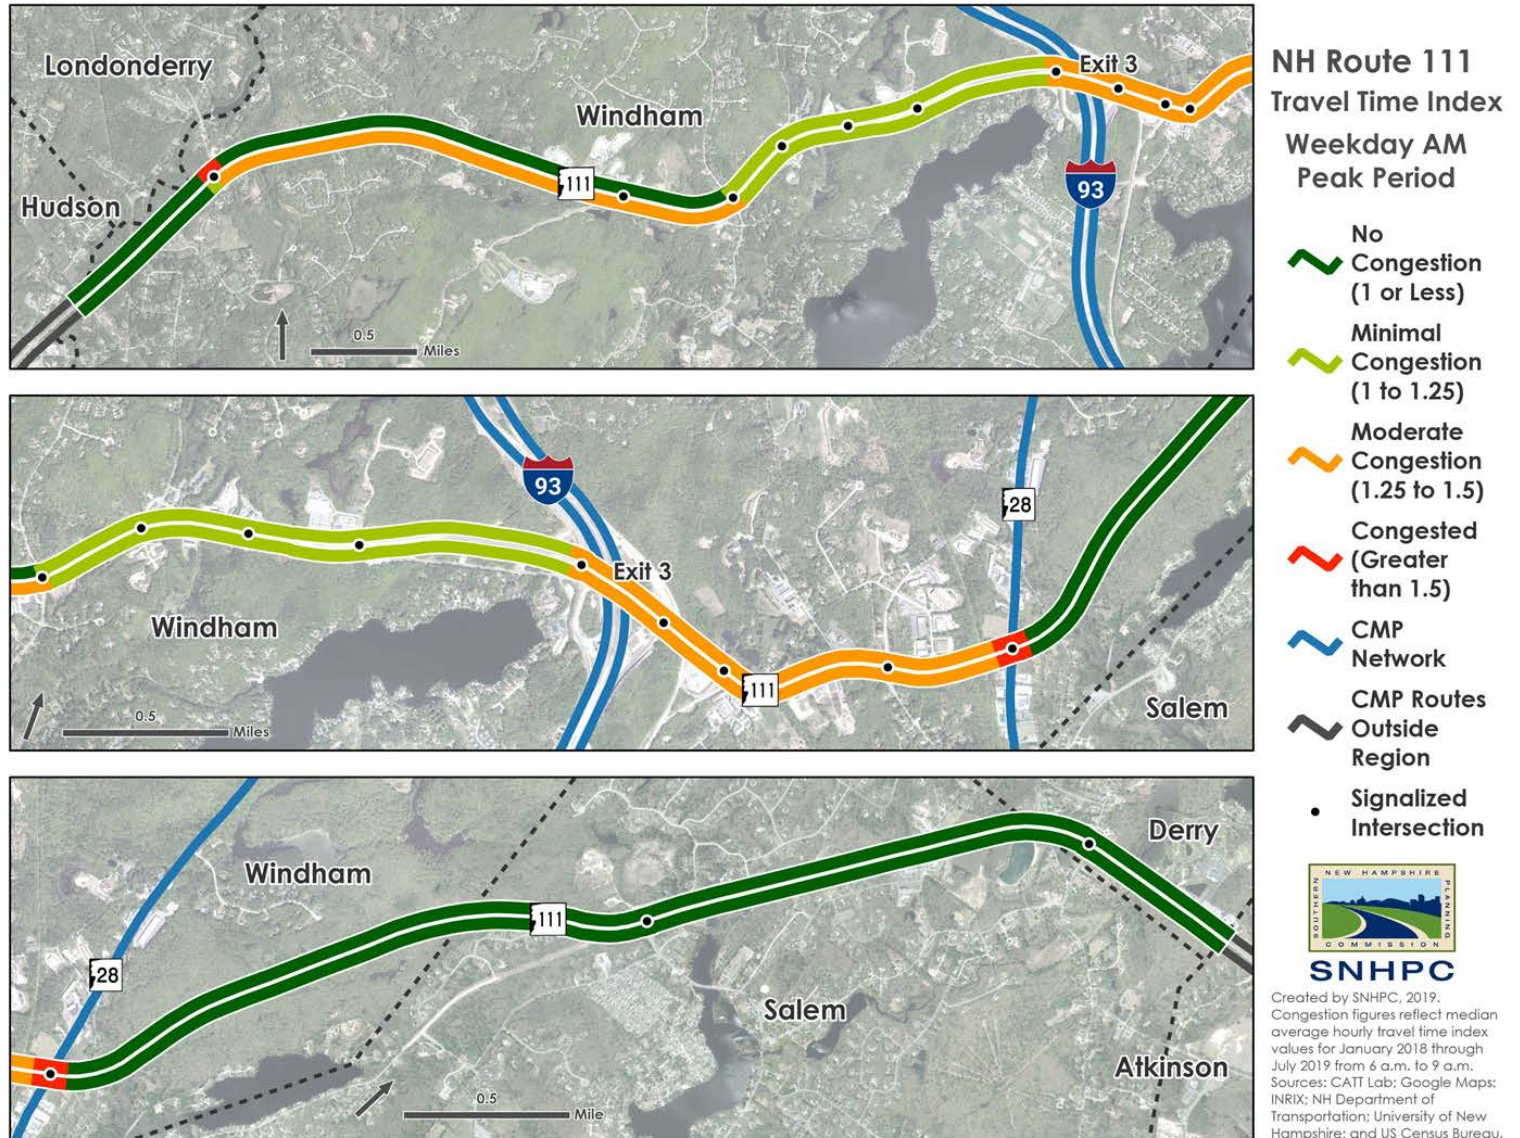 Londonderry
Hudson
Windham
Exit 3
111
93
0.5
Miles
93
28
Exit 3
Windham
111
Salem
0.5
Miles
Windham
111
28
Derry
Salem
Atkinson
0.5
Mile
NH Route 111
Travel Time Index
Weekday AM
Peak Period
No
Congestion
(1 or Less)
Minimal
Congestion
(1 to 1.25)
Moderate
Congestion
(1.25 to 1.5)
Congested
(Greater
than 1.5)
CMP
Network
CMP Routes
Outside
Region
Signalized
Intersection
NEW HAMPSHIRE
SOUTHERN
PLANNING
COMMISSION
SNHPC
Created by SNHPC, 2019.
Congestion figures reflect median
average hourly travel time index
values for January 2018 through
July 2019 from 6 a.m. to 9 a.m.
Sources: CATT Lab; Google Maps;
INRIX; NH Department of
Transportation; University of New
Hampshire; and US Census Bureau.